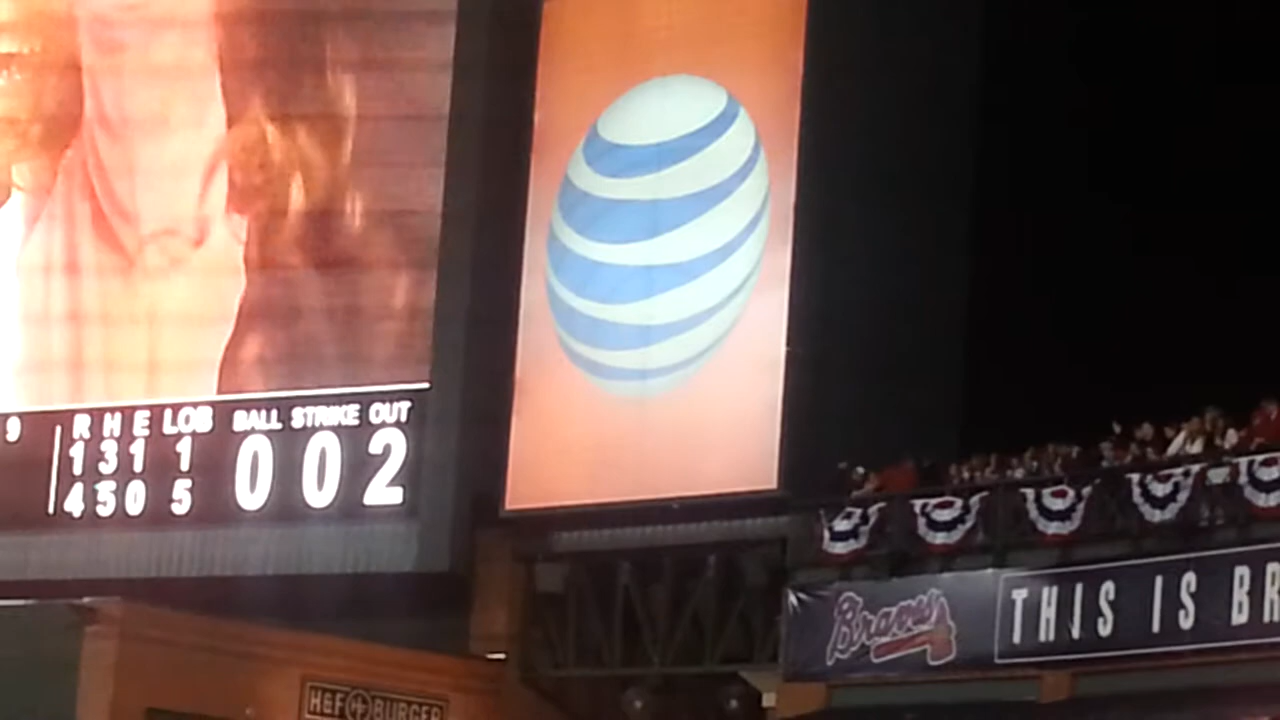 9 R H E LOB BALL STRIKE OUT
1 3 1 1 0 0 2
4 5 0 5
Braves THIS IS BR
H&F BURGER